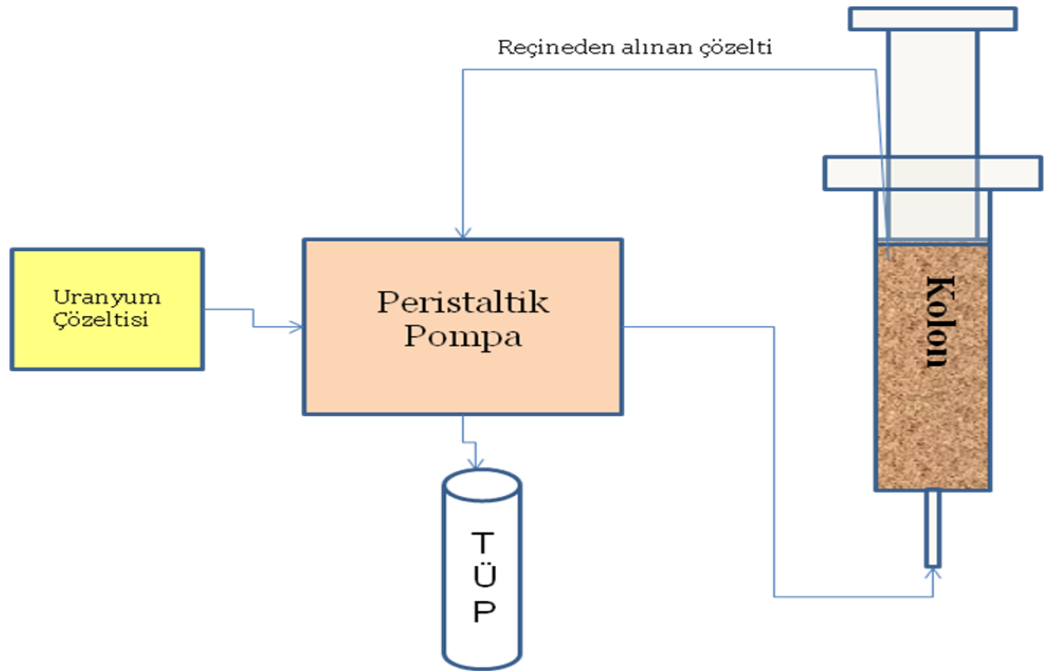 Reçineden alınan çözelti
Uranyum
Çözeltisi
Peristaltik
Pompa
Kolon
T
Ü
P